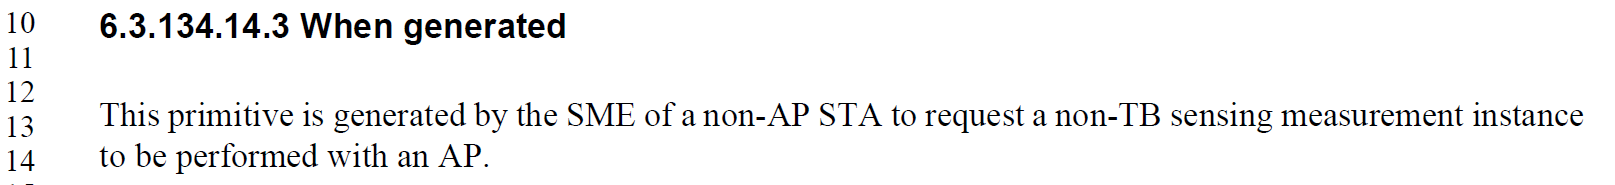 10 6.3.134.14.3 When generated
11
12
13 This primitive is generated by the SME of a non-AP STA to request a non-TB sensing measurement instance
14 to be performed with an AP.